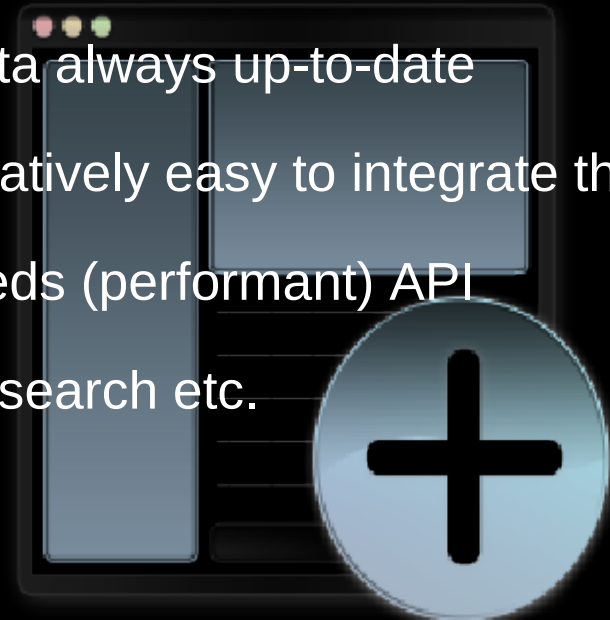 ta always up-to-date
atively easy to integrate th
eds (performant) API
search etc.